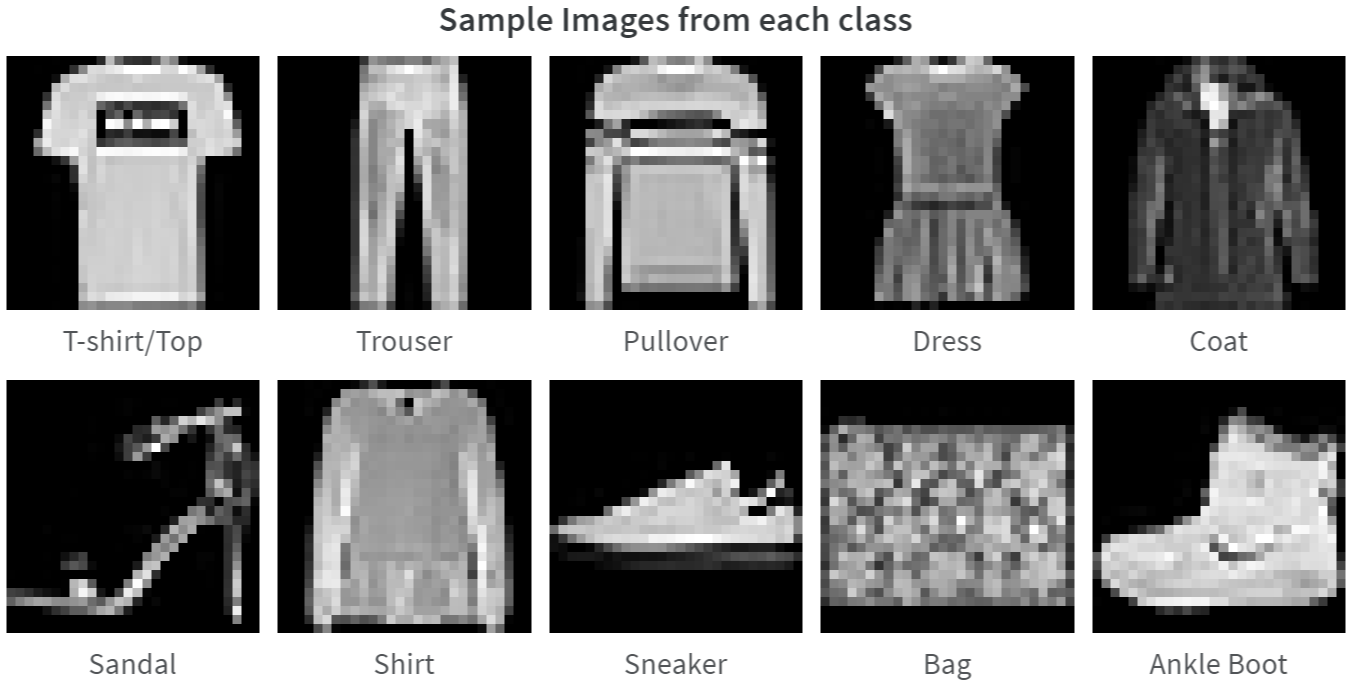 Sample Images from each class
T-shirt/Top
Trouser
Pullover
Dress
Coat
Sandal
Shirt
Sneaker
Bag
Ankle Boot